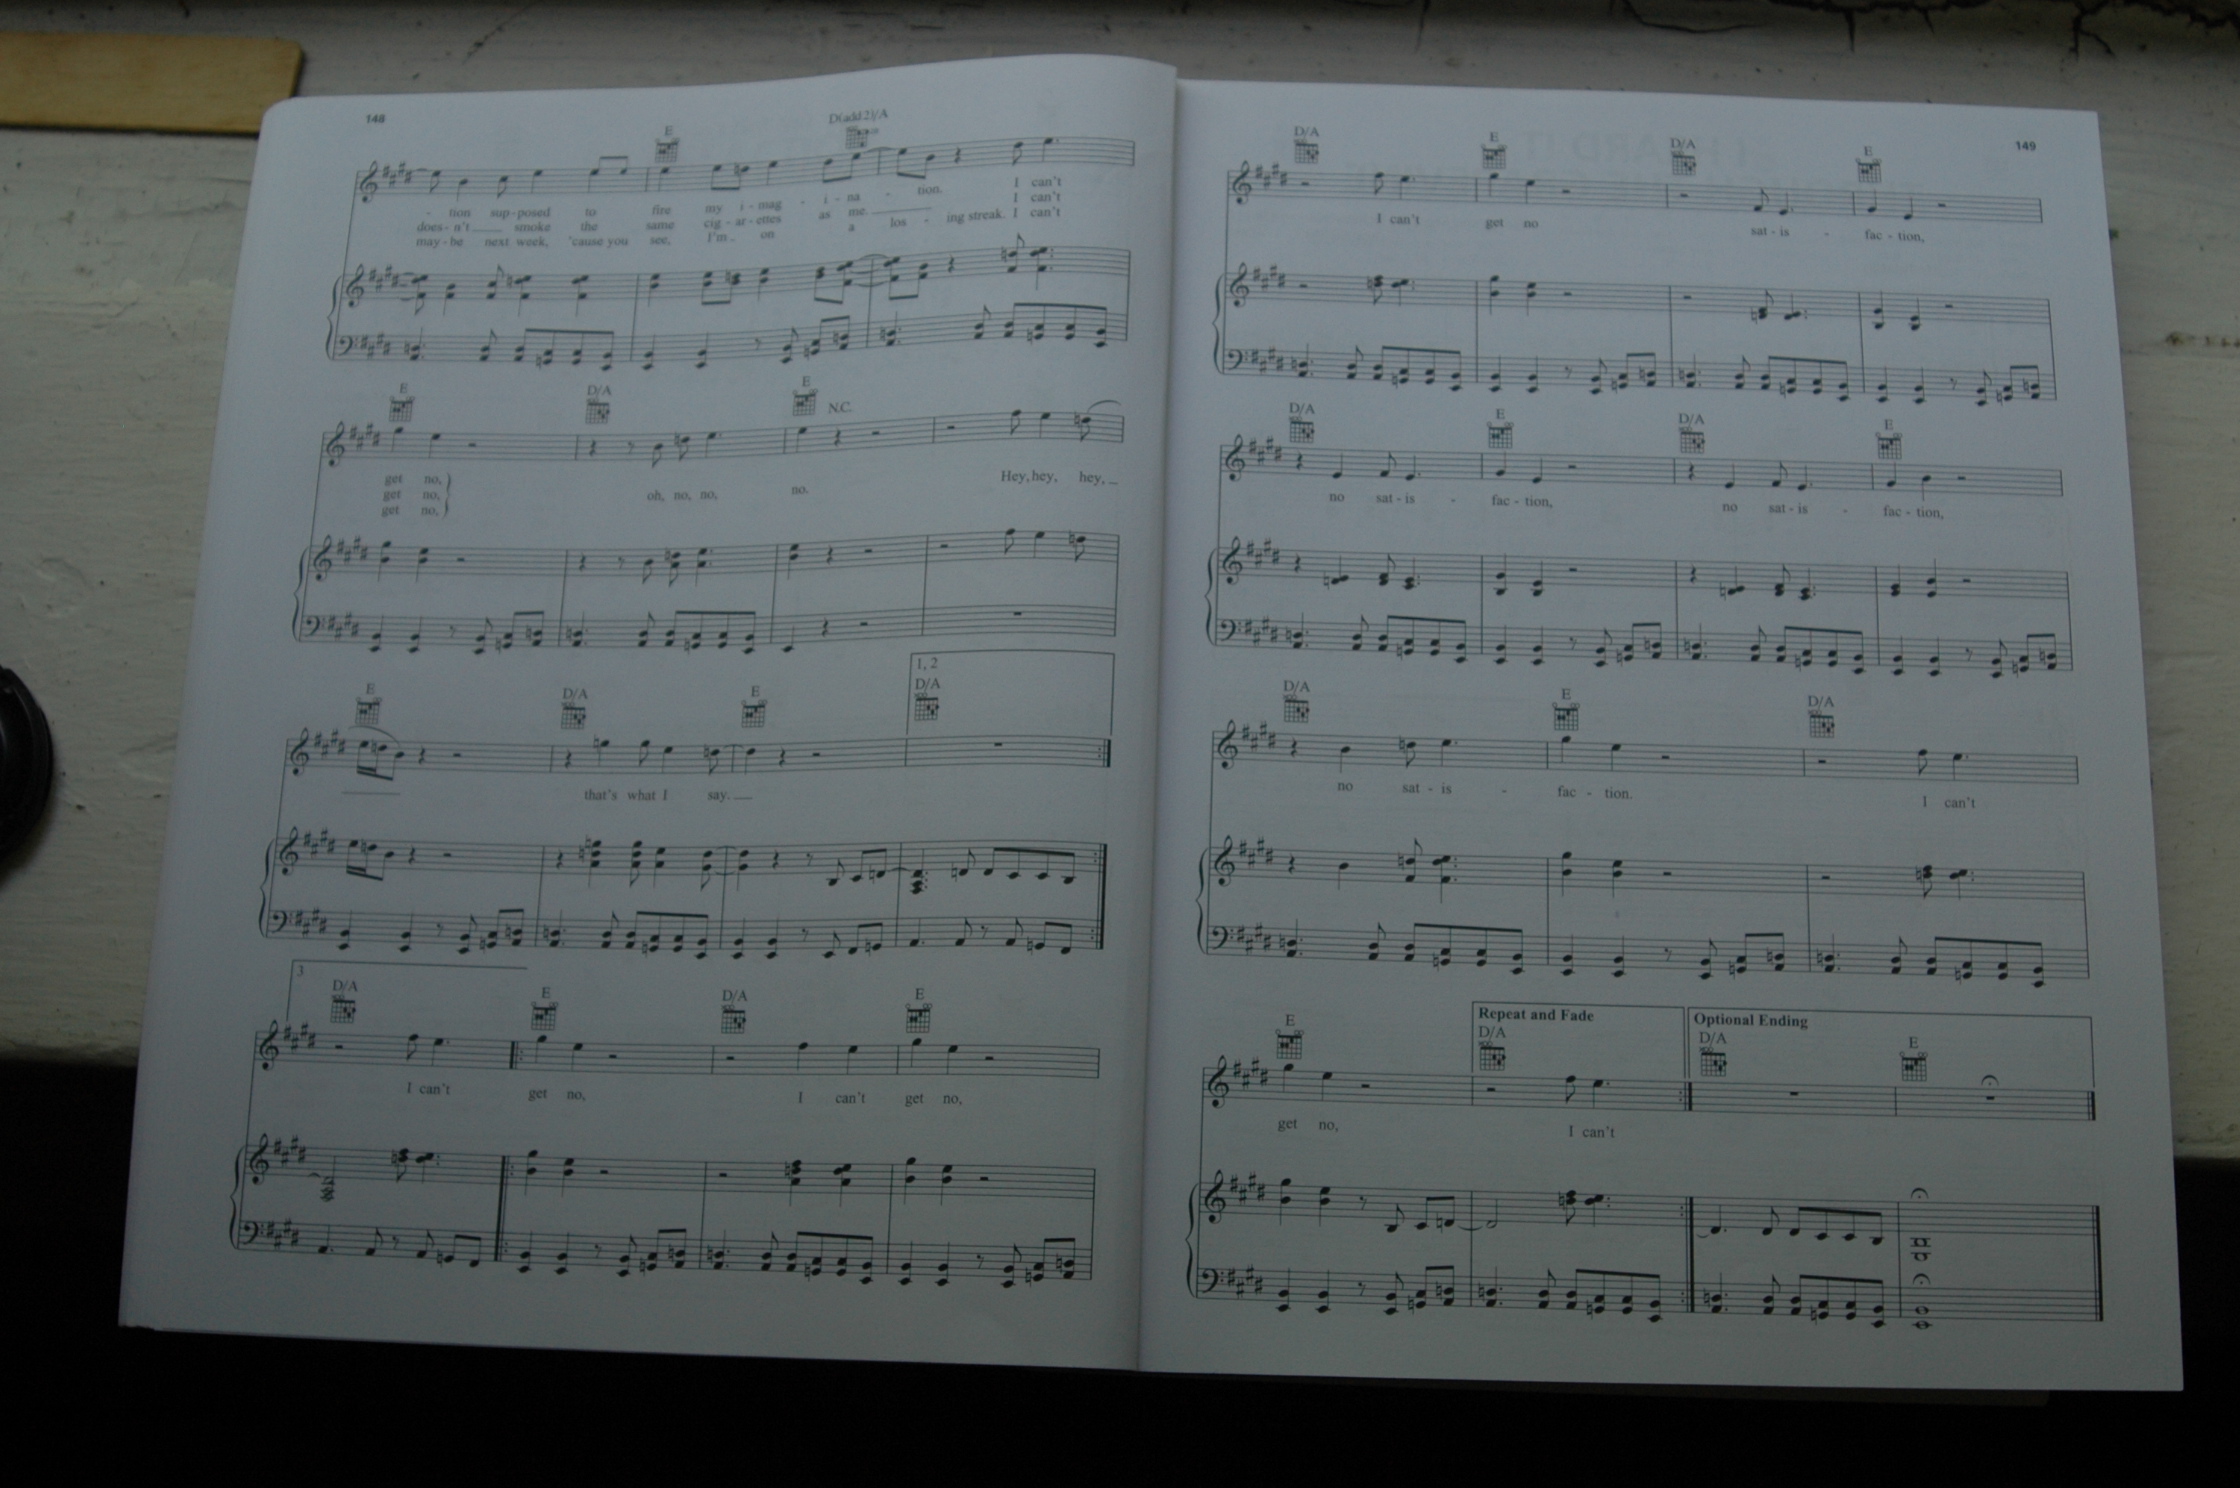 148
E
D(add2)/A
- tion sup-posed to fire my i - mag - i - na - tion. I can't
does-n't smoke the same cig - ar - ettes as me. I can't
may-be next week, 'cause you see, I'm on a los - ing streak. I can't
E D/A E N.C.
get no, oh, no, no, no. Hey, hey, hey,
get no,
get no,
E D/A E 1, 2 D/A
that's what I say.
3
D/A E D/A E
I can't get no, I can't get no,
149
D/A E D/A E
I can't get no sat - is - fac - tion,
D/A E D/A E
no sat - is - fac - tion, no sat - is - fac - tion,
D/A E D/A
no sat - is - fac - tion. I can't
Repeat and Fade Optional Ending
E D/A D/A E
get no, I can't